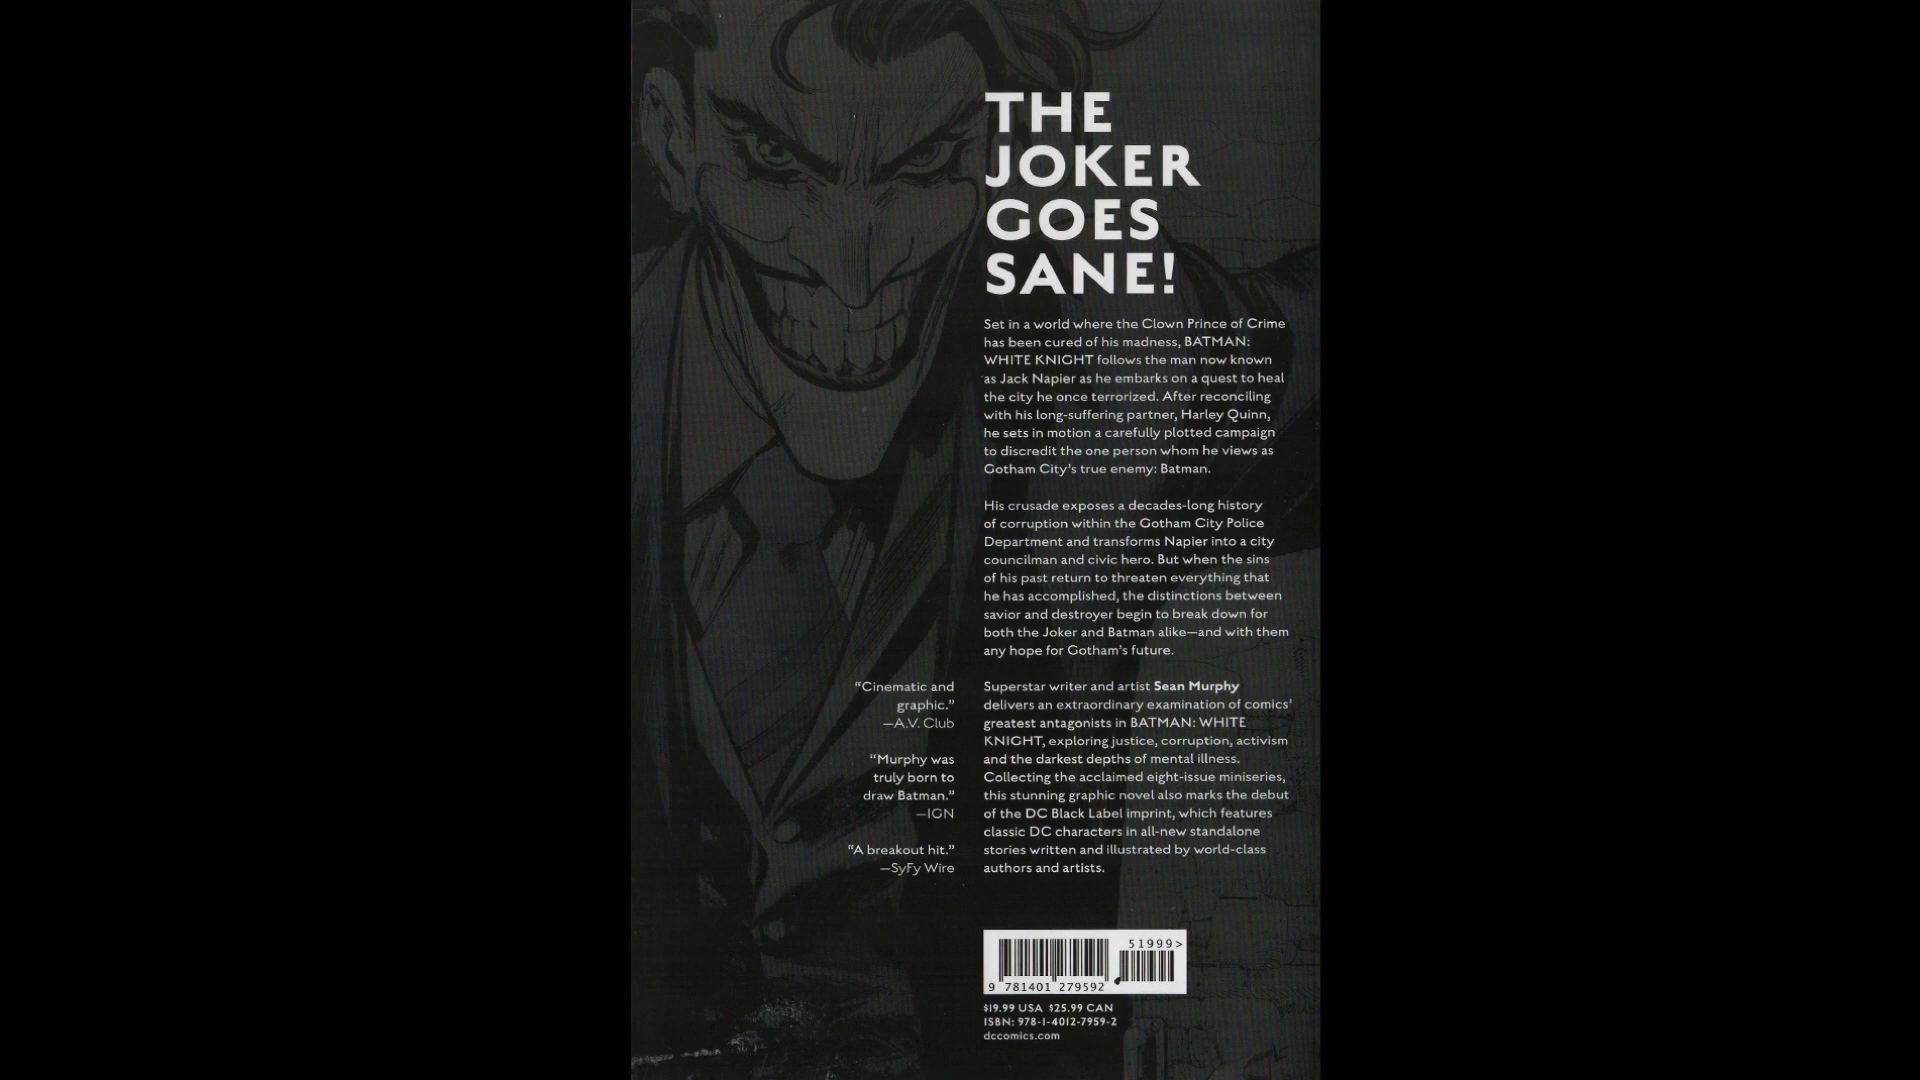 THE
JOKER
GOES
SANE!
Set in a world where the Clown Prince of Crime
has been cured of his madness, BATMAN:
WHITE KNIGHT follows the man now known
as Jack Napier as he embarks on a quest to heal
the city he once terrorized. After reconciling
with his long-suffering partner, Harley Quinn,
he sets in motion a carefully plotted campaign
to discredit the one person whom he views as
Gotham City's true enemy: Batman.
His crusade exposes a decades-long history
of corruption within the Gotham City Police
Department and transforms Napier into a city
councilman and civic hero. But when the sins
of his past return to threaten everything that
he has accomplished, the distinctions between
savior and destroyer begin to break down for
both the Joker and Batman alike—and with them
any hope for Gotham's future.
Superstar writer and artist Sean Murphy
delivers an extraordinary examination of comics'
greatest antagonists in BATMAN: WHITE
KNIGHT, exploring justice, corruption, activism
and the darkest depths of mental illness.
Collecting the acclaimed eight-issue miniseries,
this stunning graphic novel also marks the debut
of the DC Black Label imprint, which features
classic DC characters in all-new standalone
stories written and illustrated by world-class
authors and artists.
“Cinematic and
graphic.”
—A.V. Club
“Murphy was
truly born to
draw Batman.”
—IGN
“A breakout hit.”
—SyFy Wire
51999>
9 781401 279592
$19.99 USA $25.99 CAN
ISBN: 978-1-4012-7959-2
dccomics.com